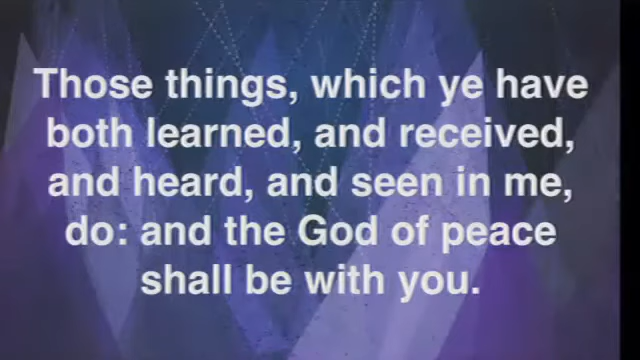 Those things, which ye have
both learned, and received,
and heard, and seen in me,
do: and the God of peace
shall be with you.